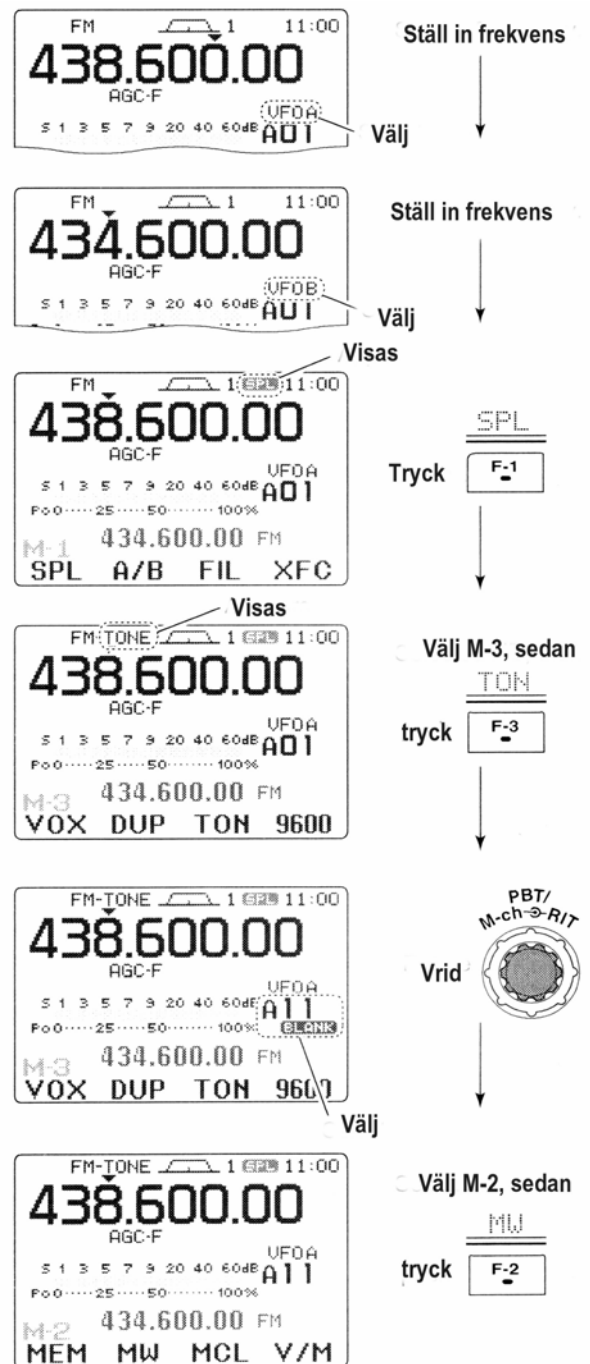 FM 1 11:00
438.600.00
AGC-F
VFOA
S 1 3 5 7 9 20 40 60dB A01
Välj
Ställ in frekvens
FM 1 11:00
434.600.00
AGC-F
VFOB
S 1 3 5 7 9 20 40 60dB A01
Välj
Ställ in frekvens
Visas
FM 1 SPL 11:00
438.600.00
AGC-F
VFOA
S 1 3 5 7 9 20 40 60dB A01
Po0····25····50·······100%
434.600.00 FM
M-1
SPL A/B FIL XFC
SPL
Tryck F-1
Visas
FM-TONE 1 SPL 11:00
438.600.00
AGC-F
VFOA
S 1 3 5 7 9 20 40 60dB A01
Po0····25····50·······100%
434.600.00 FM
M-3
VOX DUP TON 9600
Välj M-3, sedan
TON
tryck F-3
FM-TONE 1 SPL 11:00
438.600.00
AGC-F
VFOA
S 1 3 5 7 9 20 40 60dB A11
Po0····25····50·······100% BLANK
434.600.00 FM
M-3
VOX DUP TON 9600
Välj
PBT/
M-ch RIT
Vrid
FM-TONE 1 SPL 11:00
438.600.00
AGC-F
VFOA
S 1 3 5 7 9 20 40 60dB A11
Po0····25····50·······100%
434.600.00 FM
M-2
MEM MW MCL V/M
Välj M-2, sedan
MW
tryck F-2